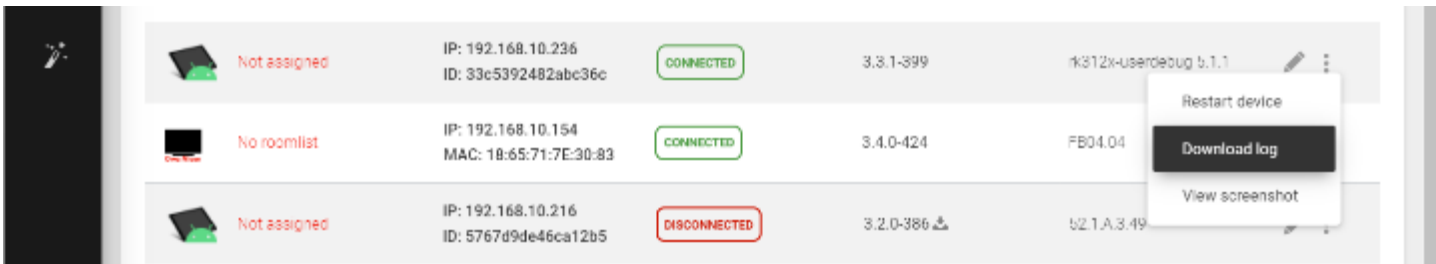 Not assigned
IP: 192.168.10.236
ID: 33c5392482abc36c
CONNECTED
3.3.1-399
rk312x-userdebug 5.1.1
No roomlist
IP: 192.168.10.154
MAC: 18:65:71:7E:30:83
CONNECTED
3.4.0-424
FB04.04
Not assigned
IP: 192.168.10.216
ID: 5767d9de46ca12b5
DISCONNECTED
3.2.0-386
52.1.A.3.49
Restart device
Download log
View screenshot